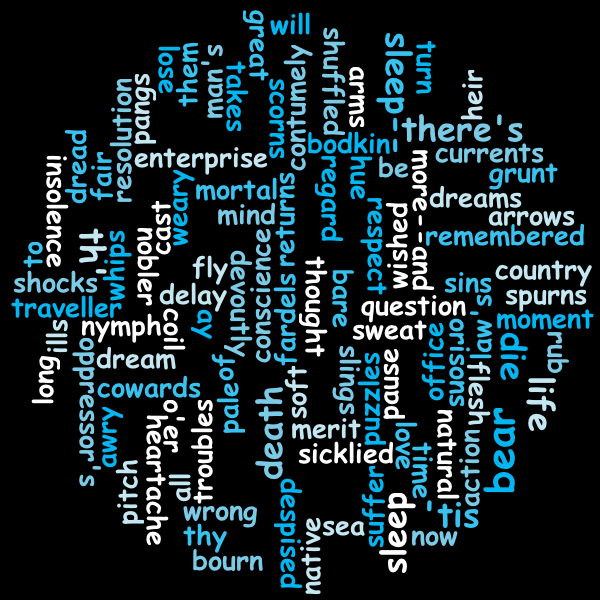 will
great
shuffled
turn
lose
them
man's
takes
scorns
contumely
arms
sleep--
heir
pangs
resolution
there's
bodkin
dread
fair
enterprise
hue
be
currents
grunt
insolence
weary
mortal
regard
more--and
dreams
cast
mind
returns
respect
wished
arrows
remembered
th'
whips
nobler
to
fly
devoutly
conscience
thought
bare
sins
country
shocks
delay
fardels
question
law's
spurns
traveller
nymph
coil
ay
sweat
moment
ills
long
dream
pale
of
soft
slings
puzzles
pause
office
osorio
flesh
die
rub
oppressor's
cowards
life
awry
o'er
heartache
troubles
death
merit
love
natural
action
bear
sicklied
time
pitch
all
wrong
despised
suffer
sleep
'tis
thy
native
sea
now
bourn